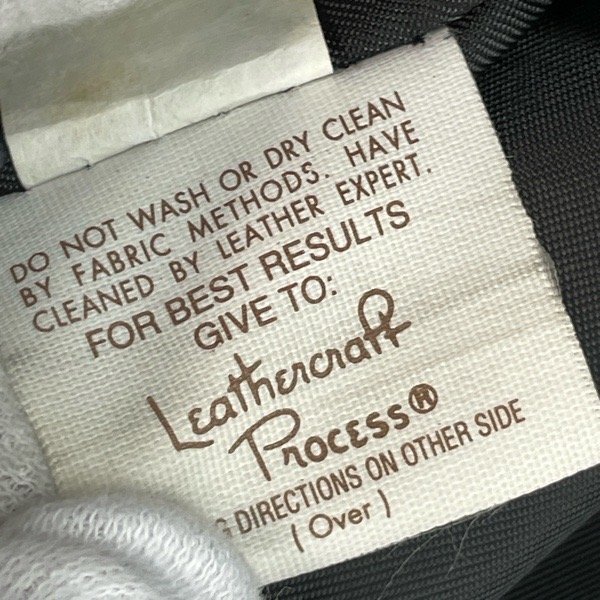 DO NOT WASH OR DRY CLEAN
BY FABRIC METHODS. HAVE
CLEANED BY LEATHER EXPERT.
FOR BEST RESULTS
GIVE TO:
Leathercraft
Process®
DIRECTIONS ON OTHER SIDE
(Over)